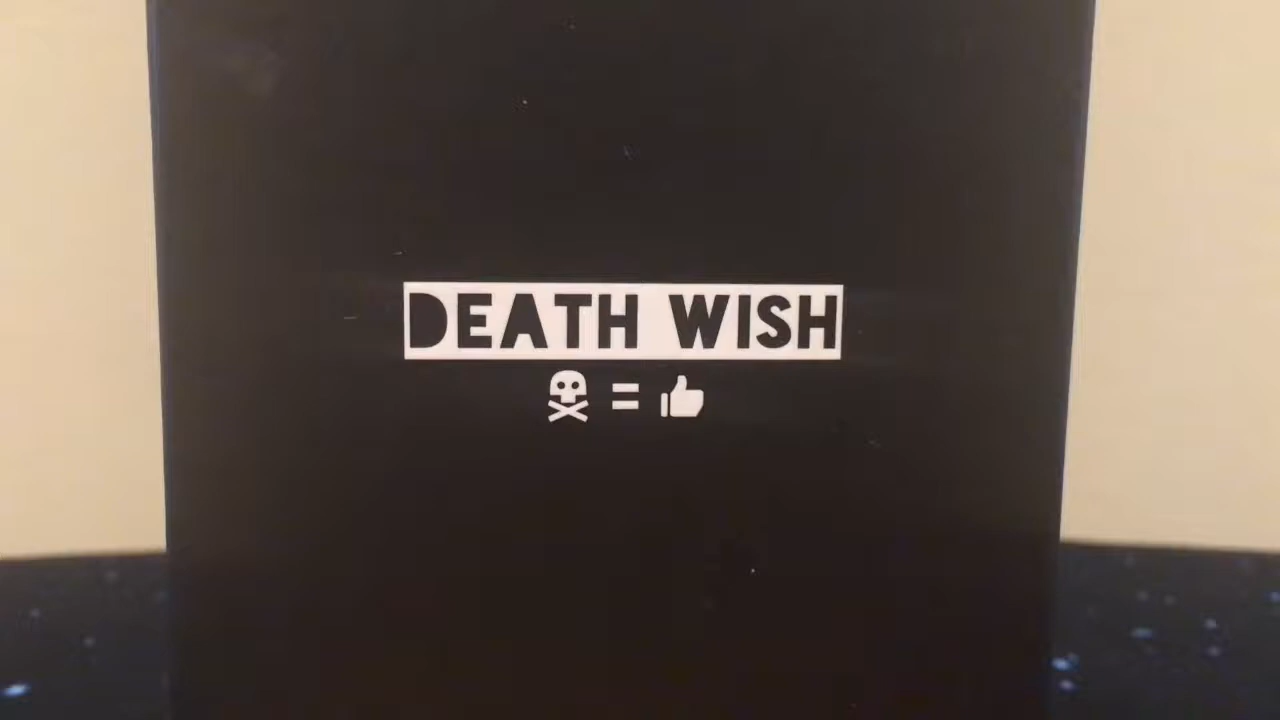 DEATH WISH
☠ = 👍